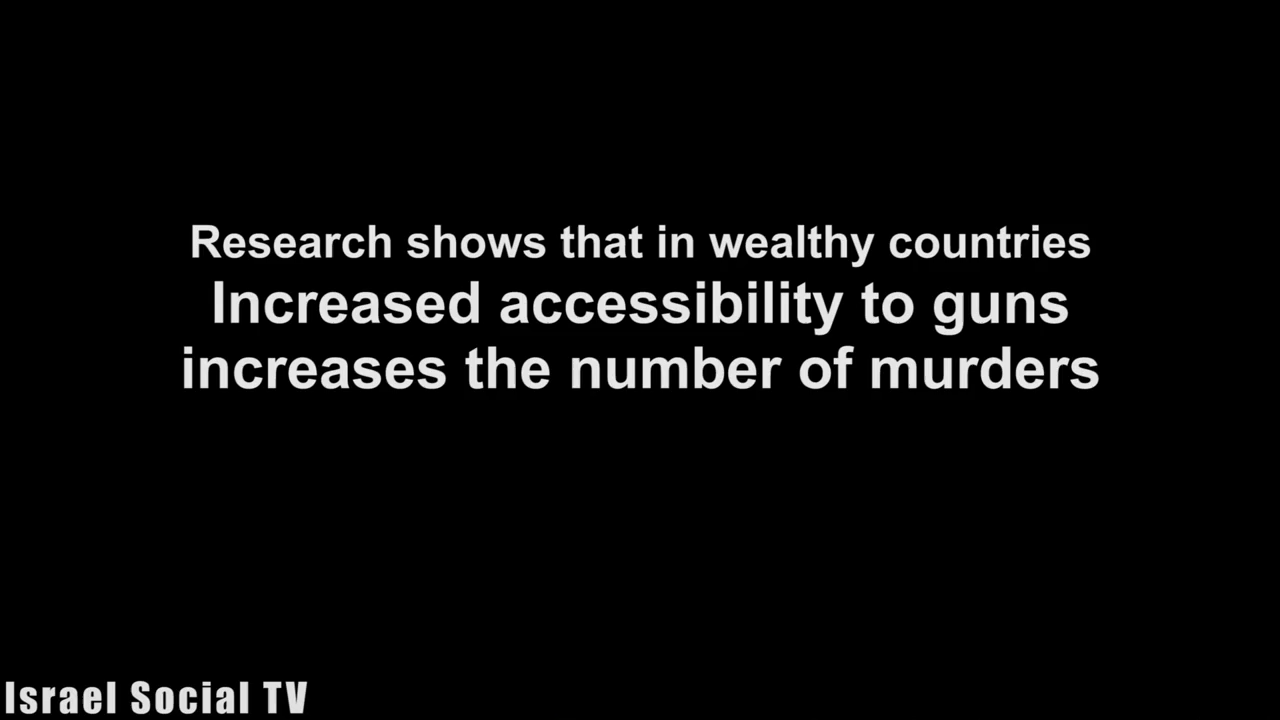 Research shows that in wealthy countries
Increased accessibility to guns
increases the number of murders
Israel Social TV